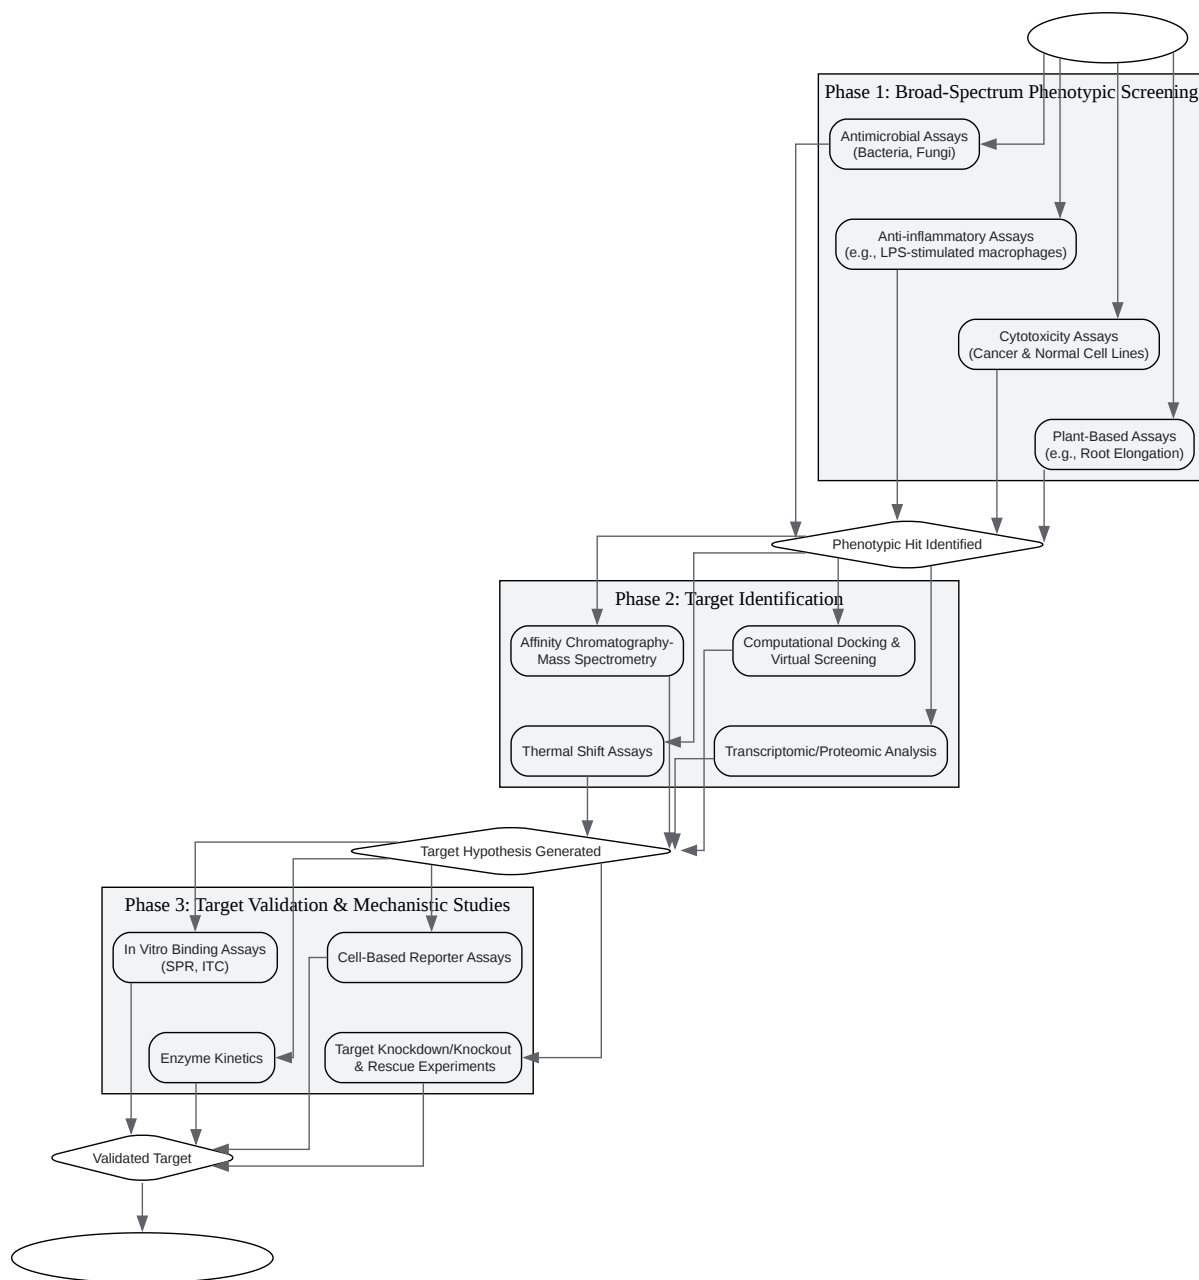 Phase 1: Broad-Spectrum Phenotypic Screening
Antimicrobial Assays
(Bacteria, Fungi)
Anti-inflammatory Assays
(e.g., LPS-stimulated macrophages)
Cytotoxicity Assays
(Cancer & Normal Cell Lines)
Plant-Based Assays
(e.g., Root Elongation)
Phenotypic Hit Identified
Phase 2: Target Identification
Affinity Chromatography-
Mass Spectrometry
Computational Docking &
Virtual Screening
Thermal Shift Assays
Transcriptomic/Proteomic Analysis
Target Hypothesis Generated
Phase 3: Target Validation & Mechanistic Studies
In Vitro Binding Assays
(SPR, ITC)
Cell-Based Reporter Assays
Enzyme Kinetics
Target Knockdown/Knockout
& Rescue Experiments
Validated Target